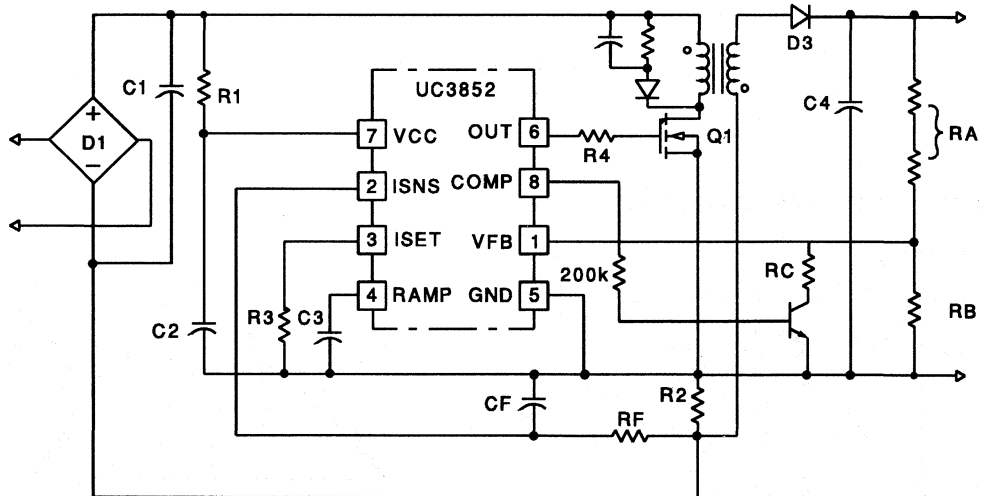 D3
C1
R1
UC3852
C4
+
D1
−
7 VCC
OUT 6
R4
Q1
RA
2 ISNS
COMP 8
3 ISET
VFB 1
200k
RC
4 RAMP
GND 5
C2
R3
C3
RB
CF
R2
RF